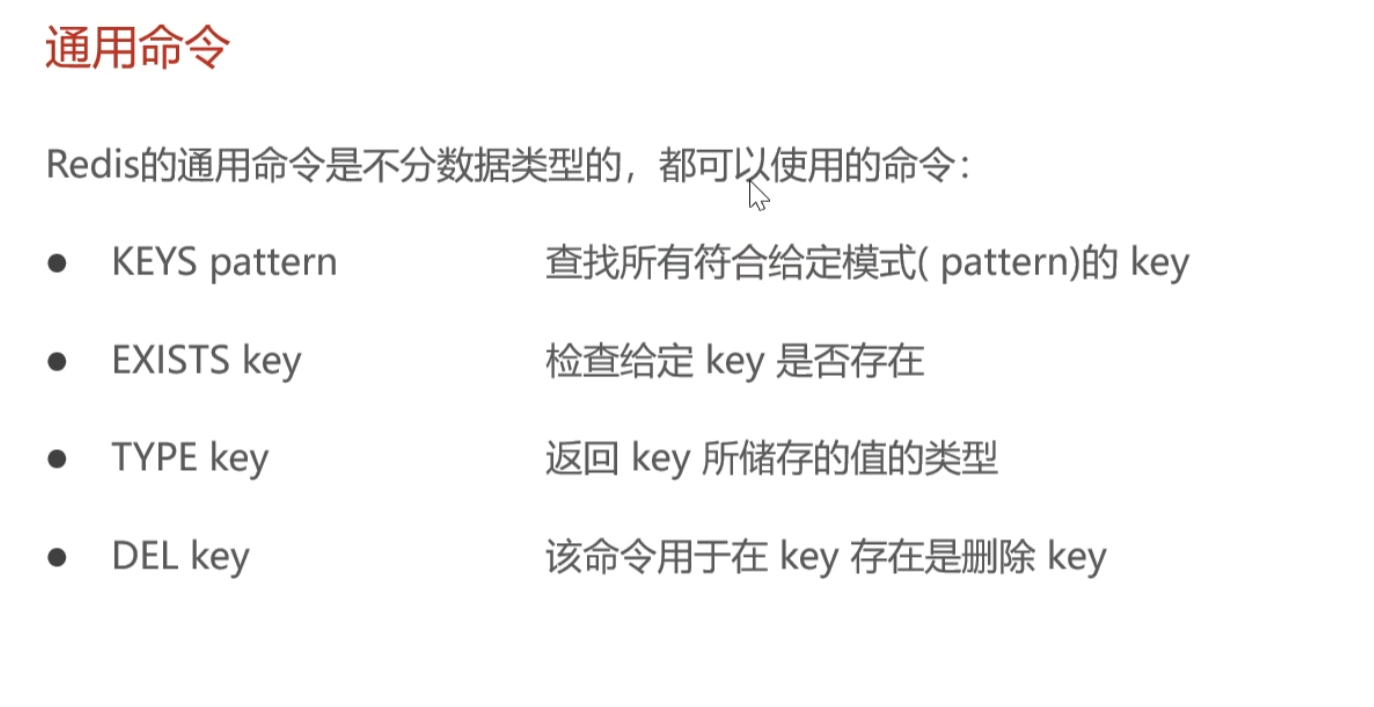 通用命令
Redis的通用命令是不分数据类型的，都可以使用的命令：
● KEYS pattern 查找所有符合给定模式( pattern)的 key
● EXISTS key 检查给定 key 是否存在
● TYPE key 返回 key 所储存的值的类型
● DEL key 该命令用于在 key 存在是删除 key